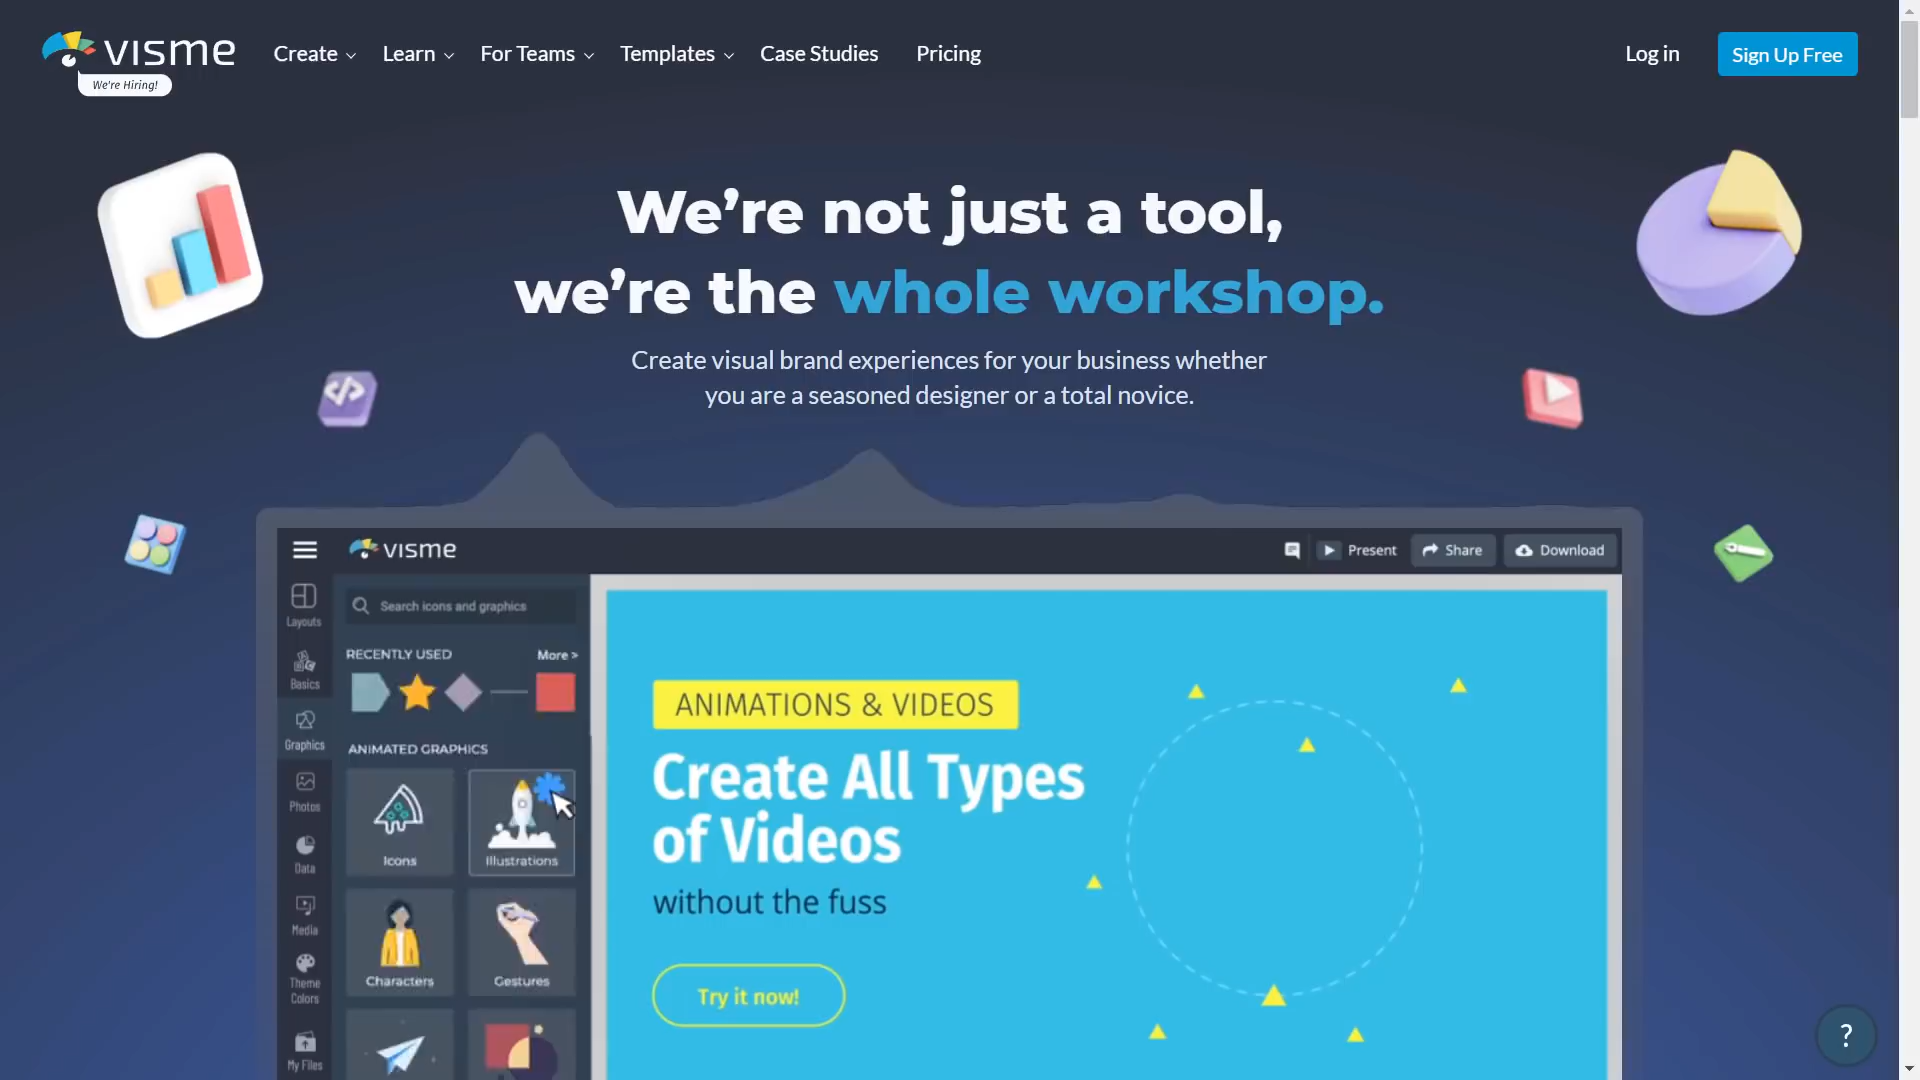 visme
We're Hiring!
Create
Learn
For Teams
Templates
Case Studies
Pricing
Log in
Sign Up Free
We’re not just a tool,
we’re the whole workshop.
Create visual brand experiences for your business whether
you are a seasoned designer or a total novice.
visme
Present
Share
Download
Layouts
Basics
Graphics
Photos
Data
Media
Theme
Colors
My Files
Search icons and graphics
RECENTLY USED
More >
ANIMATED GRAPHICS
Icons
Illustrations
Characters
Gestures
ANIMATIONS & VIDEOS
Create All Types
of Videos
without the fuss
Try it now!
?